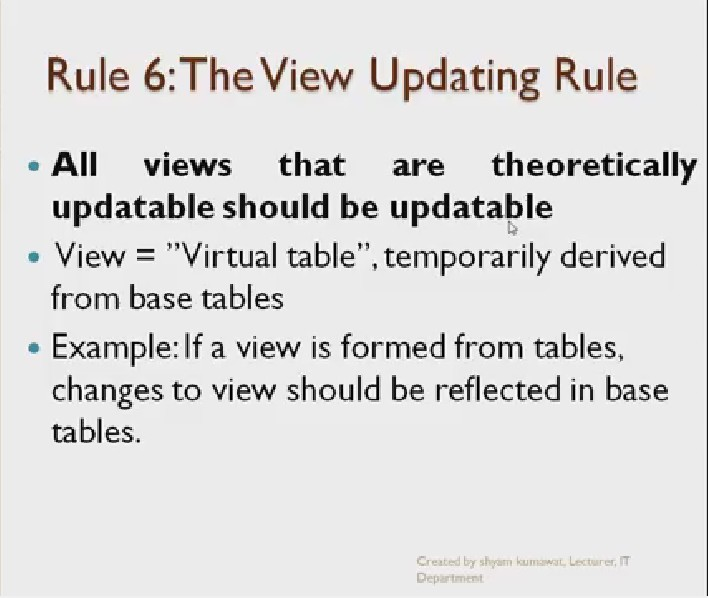 Rule 6: The View Updating Rule
• All views that are theoretically
updatable should be updatable
• View = ”Virtual table”, temporarily derived
from base tables
• Example: If a view is formed from tables,
changes to view should be reflected in base
tables.
Created by shyam kumawat, Lecturer, IT
Department